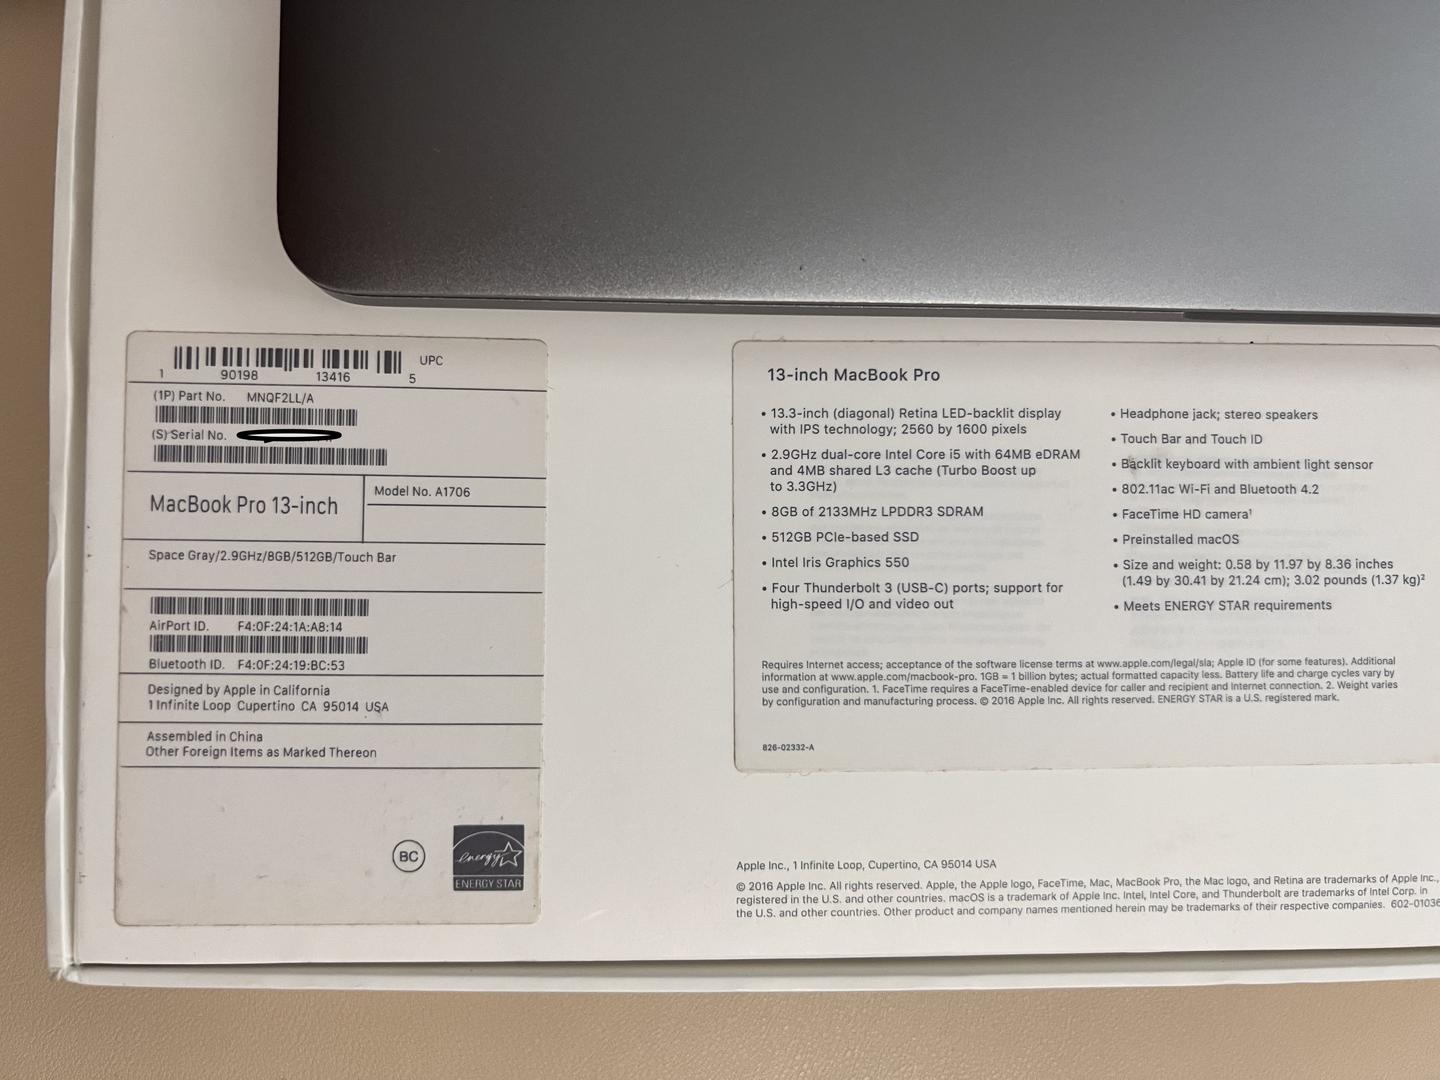 UPC
1 90198 13416 5
(1P) Part No. MNQF2LL/A
(S) Serial No.
MacBook Pro 13-inch
Model No. A1706
Space Gray/2.9GHz/8GB/512GB/Touch Bar
AirPort ID. F4:0F:24:1A:A8:14
Bluetooth ID. F4:0F:24:19:BC:53
Designed by Apple in California
1 Infinite Loop Cupertino CA 95014 USA
Assembled in China
Other Foreign Items as Marked Thereon
BC
energy
ENERGY STAR
13-inch MacBook Pro
• 13.3-inch (diagonal) Retina LED-backlit display
with IPS technology; 2560 by 1600 pixels
• 2.9GHz dual-core Intel Core i5 with 64MB eDRAM
and 4MB shared L3 cache (Turbo Boost up
to 3.3GHz)
• 8GB of 2133MHz LPDDR3 SDRAM
• 512GB PCIe-based SSD
• Intel Iris Graphics 550
• Four Thunderbolt 3 (USB-C) ports; support for
high-speed I/O and video out
• Headphone jack; stereo speakers
• Touch Bar and Touch ID
• Backlit keyboard with ambient light sensor
• 802.11ac Wi-Fi and Bluetooth 4.2
• FaceTime HD camera¹
• Preinstalled macOS
• Size and weight: 0.58 by 11.97 by 8.36 inches
(1.49 by 30.41 by 21.24 cm); 3.02 pounds (1.37 kg)²
• Meets ENERGY STAR requirements
Requires Internet access; acceptance of the software license terms at www.apple.com/legal/sla; Apple ID (for some features). Additional
information at www.apple.com/macbook-pro. 1GB = 1 billion bytes; actual formatted capacity less. Battery life and charge cycles vary by
use and configuration. 1. FaceTime requires a FaceTime-enabled device for caller and recipient and Internet connection. 2. Weight varies
by configuration and manufacturing process. © 2016 Apple Inc. All rights reserved. ENERGY STAR is a U.S. registered mark.
826-02332-A
Apple Inc., 1 Infinite Loop, Cupertino, CA 95014 USA
© 2016 Apple Inc. All rights reserved. Apple, the Apple logo, FaceTime, Mac, MacBook Pro, the Mac logo, and Retina are trademarks of Apple Inc.,
registered in the U.S. and other countries. macOS is a trademark of Apple Inc. Intel, Intel Core, and Thunderbolt are trademarks of Intel Corp. in
the U.S. and other countries. Other product and company names mentioned herein may be trademarks of their respective companies. 602-01036